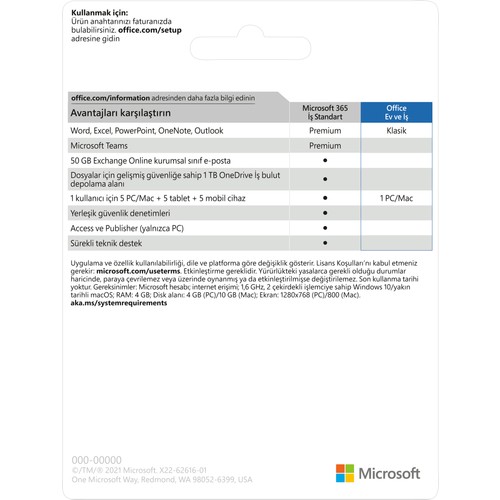 Kullanmak için:
Ürün anahtarınızı faturanızda
bulabilirsiniz. office.com/setup
adresine gidin
office.com/information adresinden daha fazla bilgi edinin
Avantajları karşılaştırın
Microsoft 365
İş Standart
Office
Ev ve İş
Word, Excel, PowerPoint, OneNote, Outlook Premium Klasik
Microsoft Teams Premium
50 GB Exchange Online kurumsal sınıf e-posta •
Dosyalar için gelişmiş güvenliğe sahip 1 TB OneDrive İş bulut
depolama alanı •
1 kullanıcı için 5 PC/Mac + 5 tablet + 5 mobil cihaz • 1 PC/Mac
Yerleşik güvenlik denetimleri •
Access ve Publisher (yalnızca PC) •
Sürekli teknik destek •
Uygulama ve özellik kullanılabilirliği, dile ve platforma göre değişiklik gösterir. Lisans Koşulları'nı kabul etmeniz
gerekir: microsoft.com/useterms. Etkinleştirme gereklidir. Yürürlükteki yasalarca gerekli olduğu durumlar
haricinde, paraya çevrilemez veya üzerinde oynanmış ya da etkinleştirilmişse değiştirilemez. Son kullanma tarihi
yoktur. Gereksinimler: Microsoft hesabı; internet erişimi; 1,6 GHz, 2 çekirdekli işlemciye sahip Windows 10/yakın
tarihli macOS; RAM: 4 GB; Disk alanı: 4 GB (PC)/10 GB (Mac); Ekran: 1280x768 (PC)/800 (Mac).
aka.ms/systemrequirements
000-00000
©/TM/® 2021 Microsoft. X22-62616-01
One Microsoft Way, Redmond, WA 98052-6399, USA
Microsoft